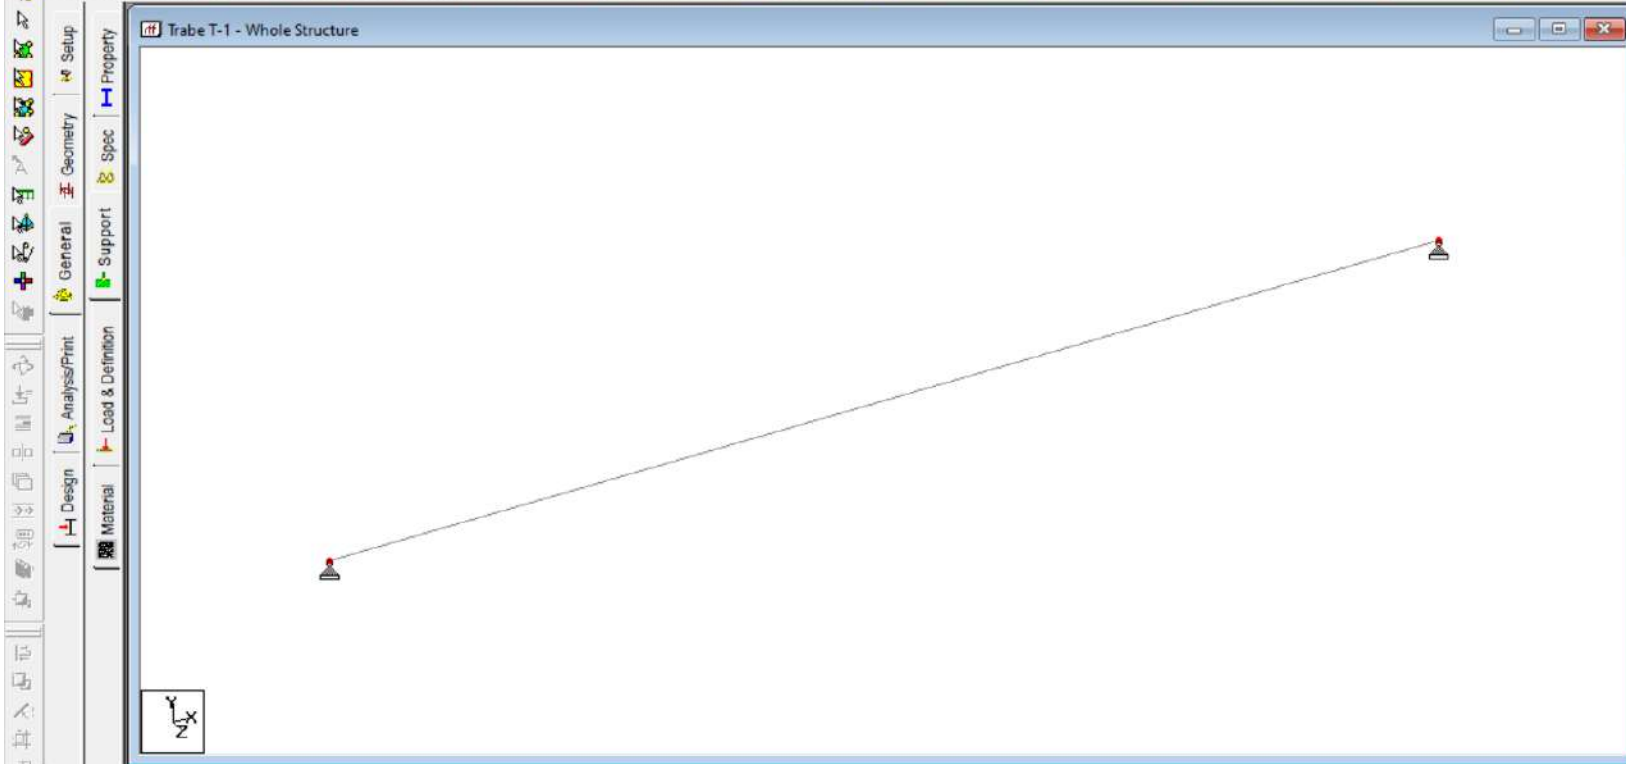 Trabe T-1 - Whole Structure
Setup
Geometry
General
Analysis/Print
Design
Property
Spec
Support
Load & Definition
Material
Y
X
Z